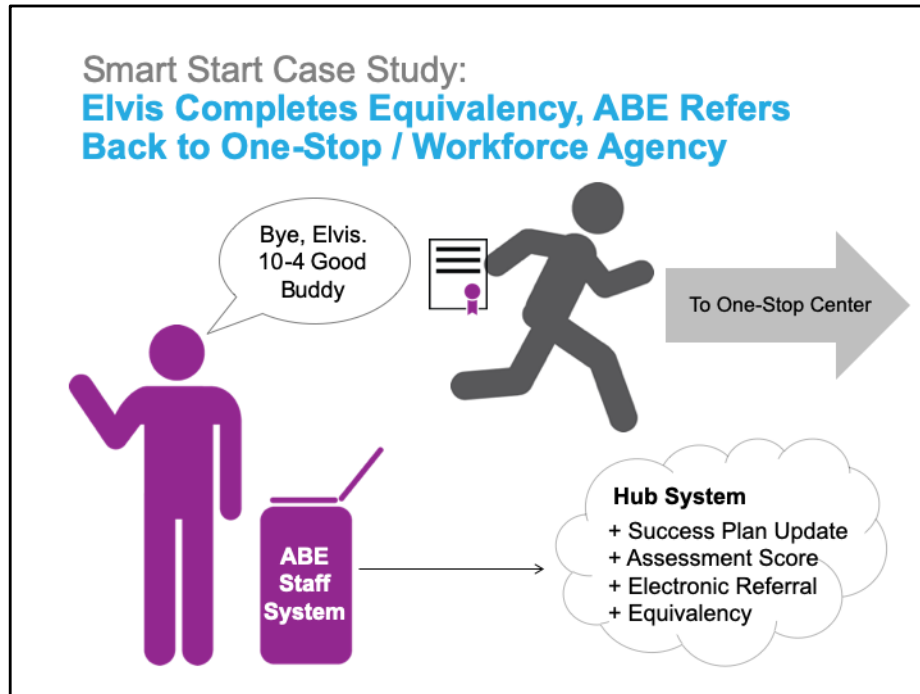 Smart Start Case Study:
Elvis Completes Equivalency, ABE Refers
Back to One-Stop / Workforce Agency
Bye, Elvis.
10-4 Good
Buddy
To One-Stop Center
ABE
Staff
System
Hub System
+ Success Plan Update
+ Assessment Score
+ Electronic Referral
+ Equivalency